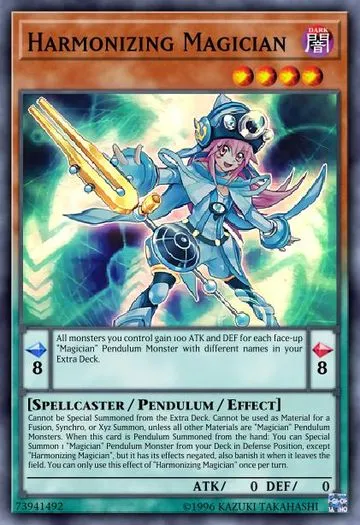 HARMONIZING MAGICIAN
DARK
闇
All monsters you control gain 100 ATK and DEF for each face-up
"Magician" Pendulum Monster with different names in your
Extra Deck.
8
8
[SPELLCASTER / PENDULUM / EFFECT]
Cannot be Special Summoned from the Extra Deck. Cannot be used as Material for a
Fusion, Synchro, or Xyz Summon, unless all other Materials are "Magician" Pendulum
Monsters. When this card is Pendulum Summoned from the hand: You can Special
Summon 1 "Magician" Pendulum Monster from your Deck in Defense Position, except
"Harmonizing Magician", but it has its effects negated, also banish it when it leaves the
field. You can only use this effect of "Harmonizing Magician" once per turn.
ATK/ 0 DEF/ 0
73941492 ©1996 KAZUKI TAKAHASHI